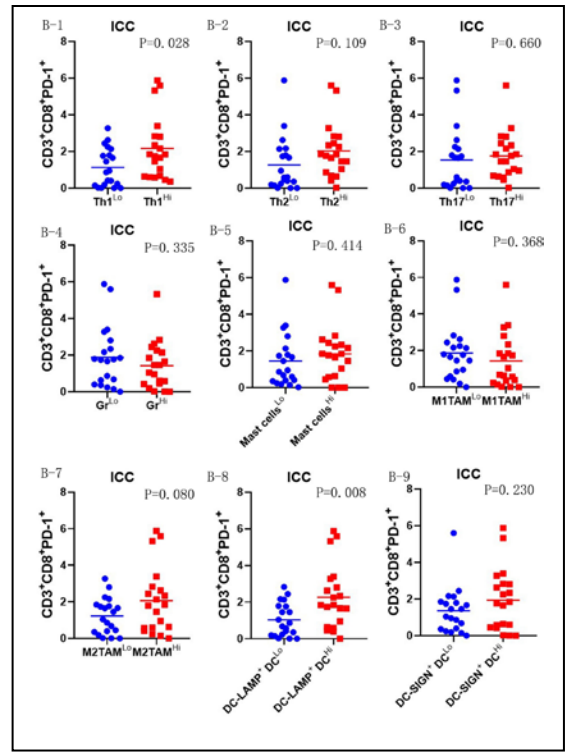 B-1 ICC P=0.028
CD3⁺CD8⁺PD-1⁺
8
6
4
2
0
Th1ᴸᵒ Th1ᴴⁱ
B-2 ICC P=0.109
CD3⁺CD8⁺PD-1⁺
8
6
4
2
0
Th2ᴸᵒ Th2ᴴⁱ
B-3 ICC P=0.660
CD3⁺CD8⁺PD-1⁺
8
6
4
2
0
Th17ᴸᵒ Th17ᴴⁱ
B-4 ICC P=0.335
CD3⁺CD8⁺PD-1⁺
8
6
4
2
0
Grᴸᵒ Grᴴⁱ
B-5 ICC P=0.414
CD3⁺CD8⁺PD-1⁺
8
6
4
2
0
Mast cellsᴸᵒ Mast cellsᴴⁱ
B-6 ICC P=0.368
CD3⁺CD8⁺PD-1⁺
8
6
4
2
0
M1TAMᴸᵒ M1TAMᴴⁱ
B-7 ICC P=0.080
CD3⁺CD8⁺PD-1⁺
8
6
4
2
0
M2TAMᴸᵒ M2TAMᴴⁱ
B-8 ICC P=0.008
CD3⁺CD8⁺PD-1⁺
8
6
4
2
0
DC-LAMP⁺ DCᴸᵒ DC-LAMP⁺ DCᴴⁱ
B-9 ICC P=0.230
CD3⁺CD8⁺PD-1⁺
8
6
4
2
0
DC-SIGN⁺ DCᴸᵒ DC-SIGN⁺ DCᴴⁱ